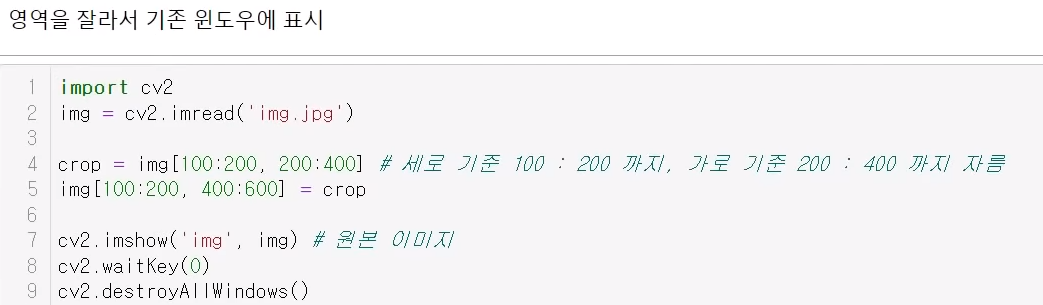 영역을 잘라서 기존 윈도우에 표시
1 import cv2
2 img = cv2.imread('img.jpg')
3
4 crop = img[100:200, 200:400] # 세로 기준 100 : 200 까지, 가로 기준 200 : 400 까지 자름
5 img[100:200, 400:600] = crop
6
7 cv2.imshow('img', img) # 원본 이미지
8 cv2.waitKey(0)
9 cv2.destroyAllWindows()